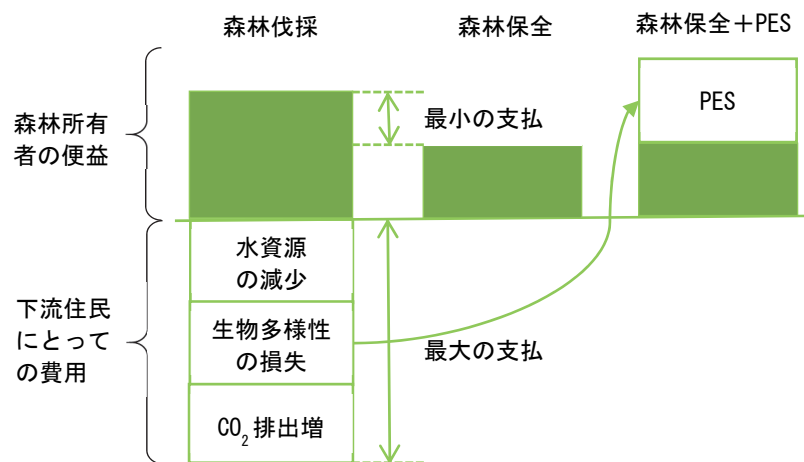 森林伐採
森林保全
森林保全＋PES
森林所有
者の便益
最小の支払
PES
下流住民
にとって
の費用
水資源
の減少
生物多様性
の損失
CO₂排出増
最大の支払